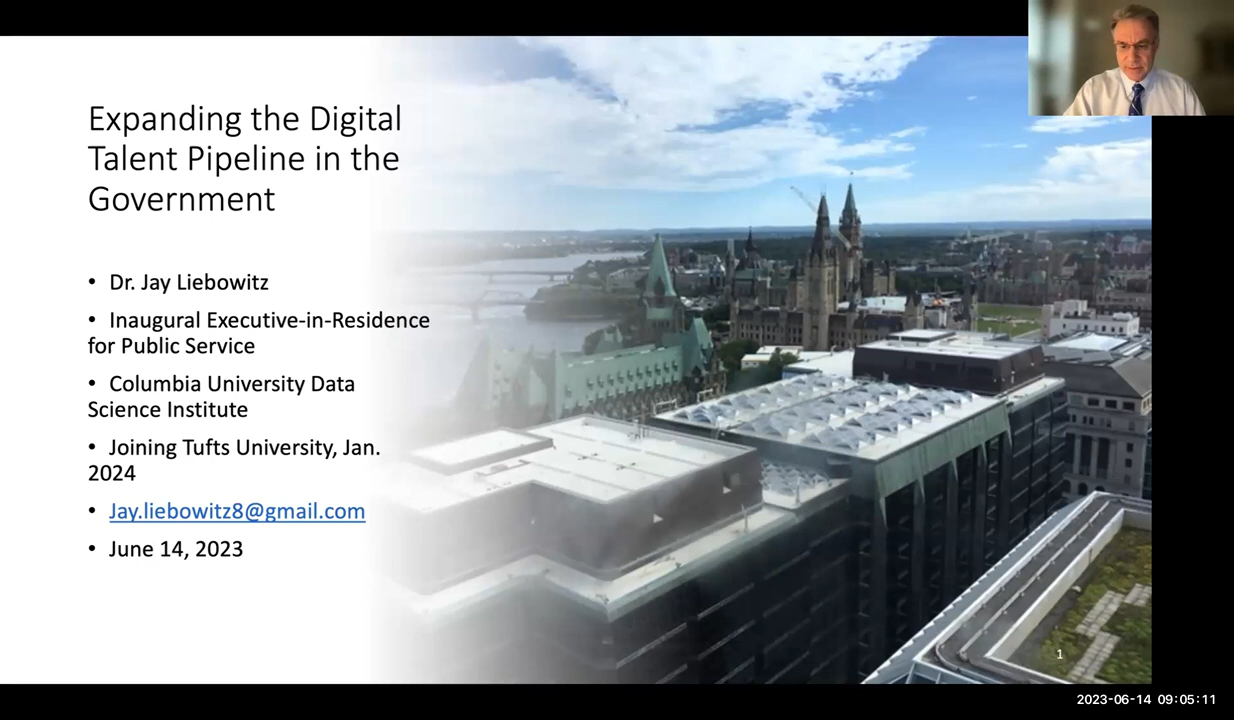 Expanding the Digital
Talent Pipeline in the
Government
• Dr. Jay Liebowitz
• Inaugural Executive-in-Residence
for Public Service
• Columbia University Data
Science Institute
• Joining Tufts University, Jan.
2024
• Jay.liebowitz8@gmail.com
• June 14, 2023
1
2023-06-14 09:05:11